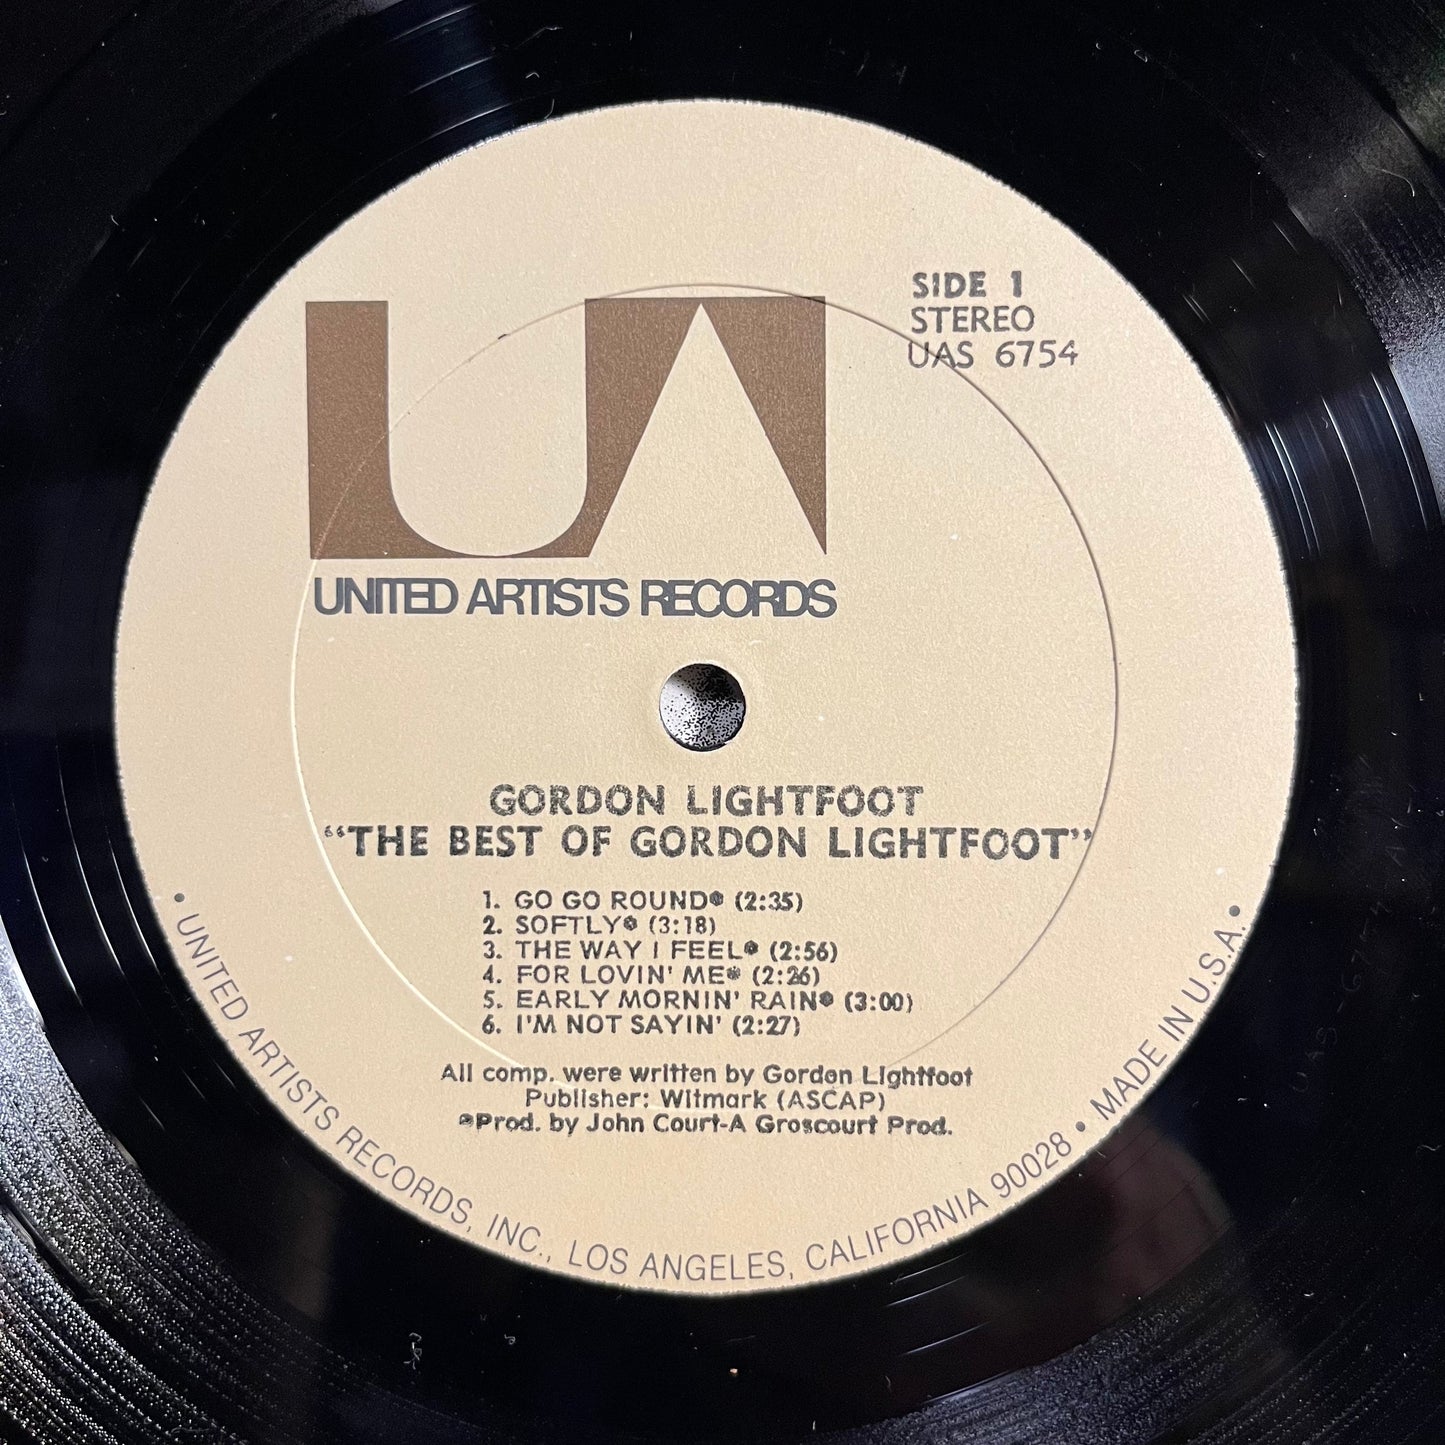 SIDE 1
STEREO
UAS 6754
UA
UNITED ARTISTS RECORDS
GORDON LIGHTFOOT
“THE BEST OF GORDON LIGHTFOOT”
1. GO GO ROUND* (2:35)
2. SOFTLY* (3:18)
3. THE WAY I FEEL* (2:56)
4. FOR LOVIN' ME* (2:26)
5. EARLY MORNIN' RAIN* (3:00)
6. I'M NOT SAYIN' (2:27)
All comp. were written by Gordon Lightfoot
Publisher: Witmark (ASCAP)
*Prod. by John Court-A Groscourt Prod.
• UNITED ARTISTS RECORDS, INC., LOS ANGELES, CALIFORNIA 90028 • MADE IN U.S.A. •